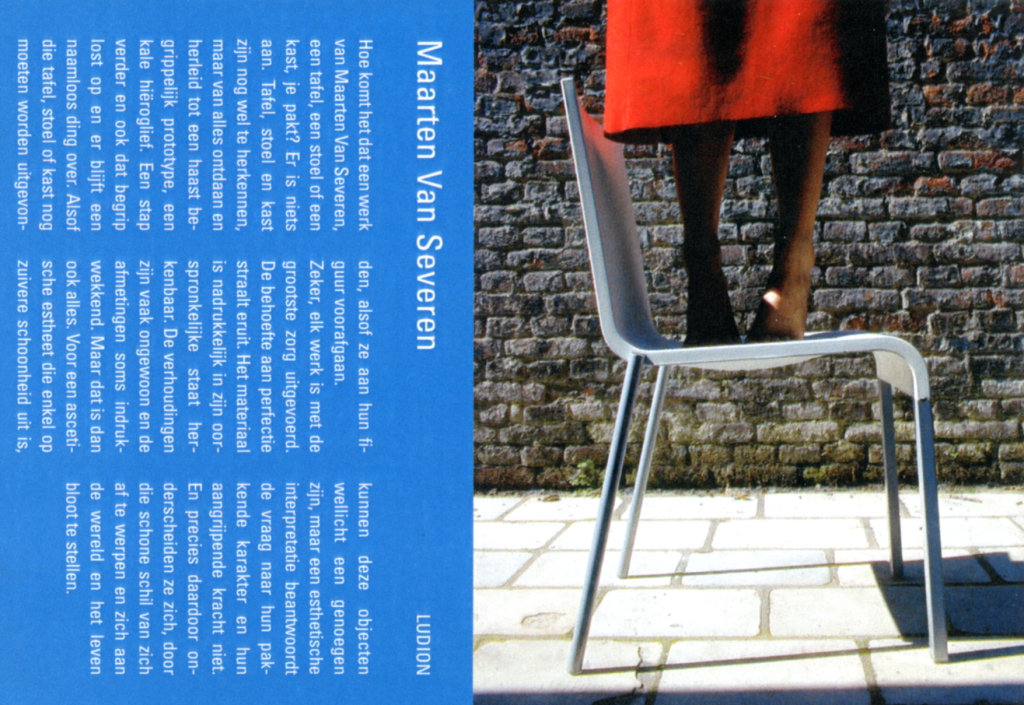 Maarten Van Severen
LUDION
Hoe komt het dat een werk
van Maarten Van Severen,
een tafel, een stoel of een
kast, je pakt? Er is niets
aan. Tafel, stoel en kast
zijn nog wel te herkennen,
maar van alles ontdaan en
herleid tot een haast be-
grippelijk prototype, een
kale hiëroglief. Een stap
verder en ook dat begrip
lost op en er blijft een
naamloos ding over. Alsof
die tafel, stoel of kast nog
moeten worden uitgevon-
den, alsof ze aan hun fi-
guur voorafgaan.
Zeker, elk werk is met de
grootste zorg uitgevoerd.
De behoefte aan perfectie
straalt eruit. Het materiaal
is nadrukkelijk in zijn oor-
spronkelijke staat her-
kenbaar. De verhoudingen
zijn vaak ongewoon en de
afmetingen soms indruk-
wekkend. Maar dat is dan
ook alles. Voor een asceti-
sche estheet die enkel op
zuivere schoonheid uit is,
kunnen deze objecten
wellicht een genoegen
zijn, maar een esthetische
interpretatie beantwoordt
de vraag naar hun pak-
kende karakter en hun
aangrijpende kracht niet.
En precies daardoor on-
derscheiden ze zich, door
die schone schil van zich
af te werpen en zich aan
de wereld en het leven
bloot te stellen.